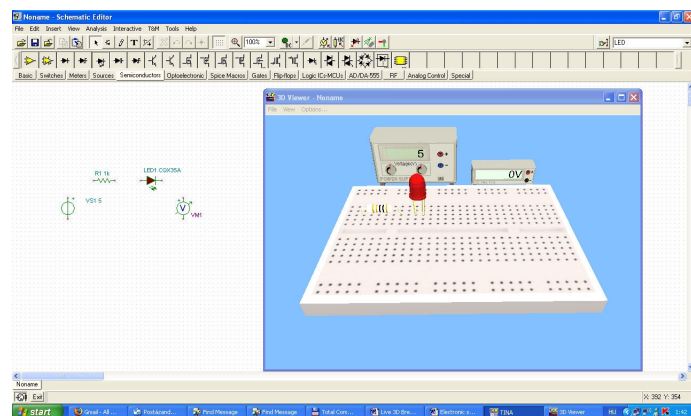 Noname - Schematic Editor
File Edit Insert View Analysis Interactive T&M Tools Help
100%
LED
Basic Switches Meters Sources Semiconductors Optoelectronic Spice Macros Gates Flip-flops Logic ICs-MCUs AD/DA-555 RF Analog Control Special
3D Viewer - Noname
File View Options...
R1 1k
LED1 CQX35A
VS1 5
V
VM1
5
Voltage(V)
0V
Noname
Exit
X: 392 Y: 354
start
Gmail - All ...
Find Message
Find Message
Total Com...
Live 3D Bre...
Electronic s...
TINA
3D Viewer
HU
1:42